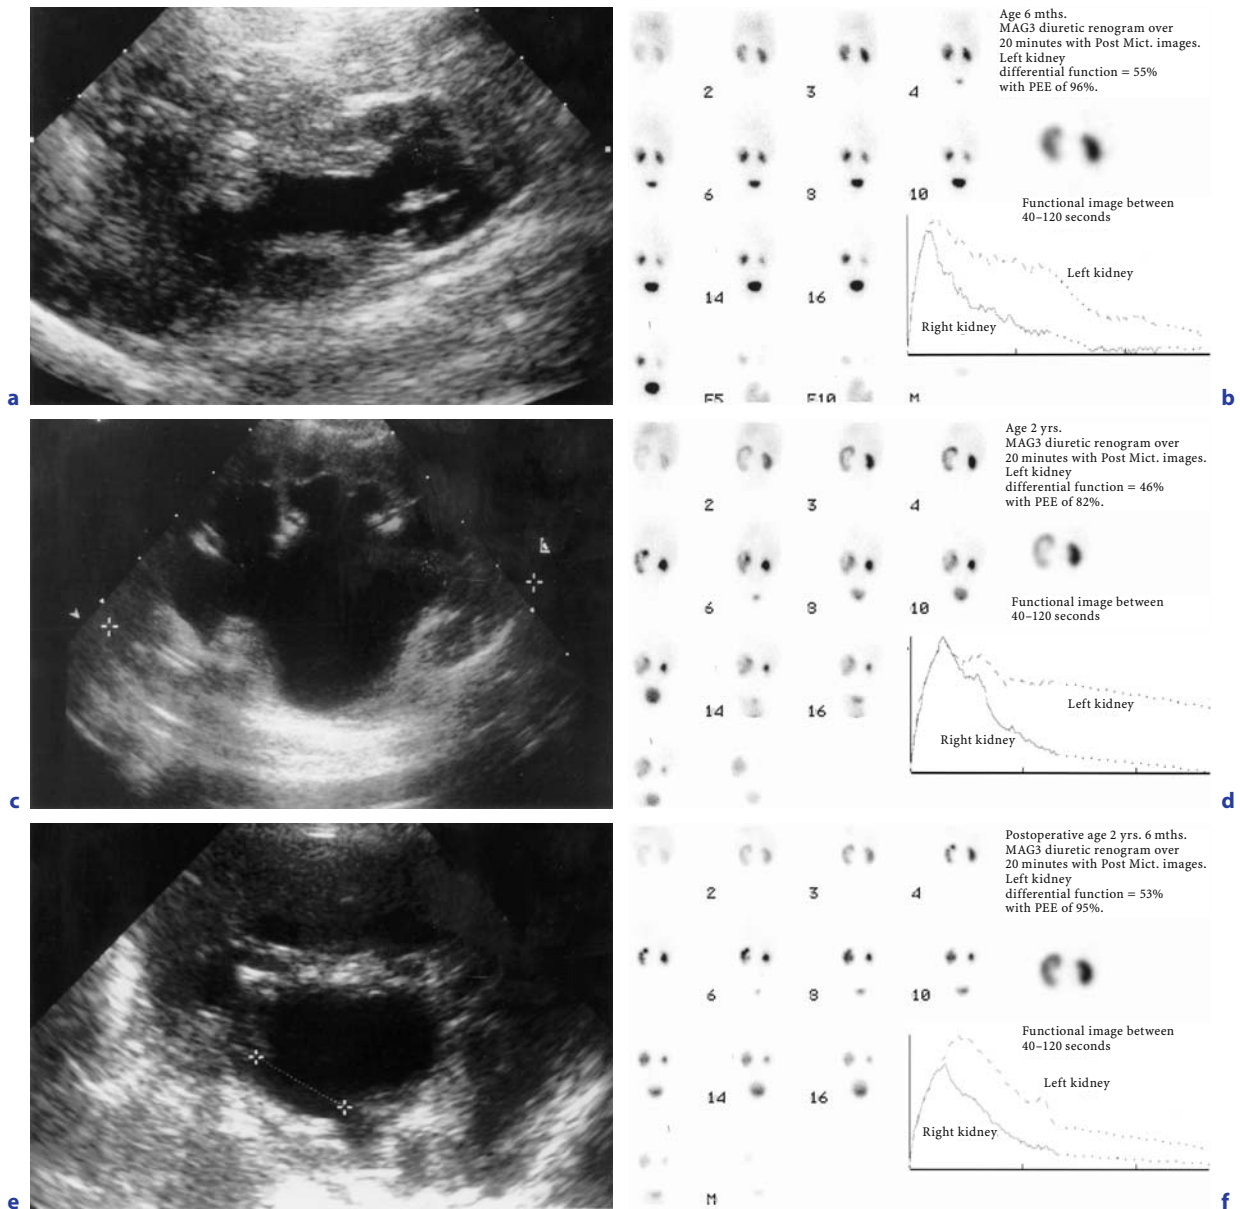 a
Age 6 mths.
MAG3 diuretic renogram over
20 minutes with Post Mict. images.
Left kidney
differential function = 55%
with PEE of 96%.
2
3
4
6
8
10
Functional image between
40–120 seconds
Left kidney
Right kidney
14
16
F5
F10
M
b
c
Age 2 yrs.
MAG3 diuretic renogram over
20 minutes with Post Mict. images.
Left kidney
differential function = 46%
with PEE of 82%.
2
3
4
6
8
10
Functional image between
40–120 seconds
Left kidney
Right kidney
14
16
d
e
Postoperative age 2 yrs. 6 mths.
MAG3 diuretic renogram over
20 minutes with Post Mict. images.
Left kidney
differential function = 53%
with PEE of 95%.
2
3
4
6
8
10
Functional image between
40–120 seconds
Left kidney
Right kidney
14
16
M
f